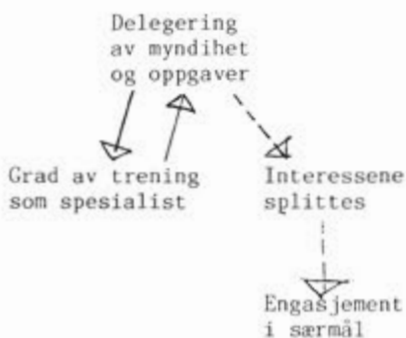 Delegering
av myndihet
og oppgaver
Grad av trening
som spesialist
Interessene
splittes
Engasjement
i særmål